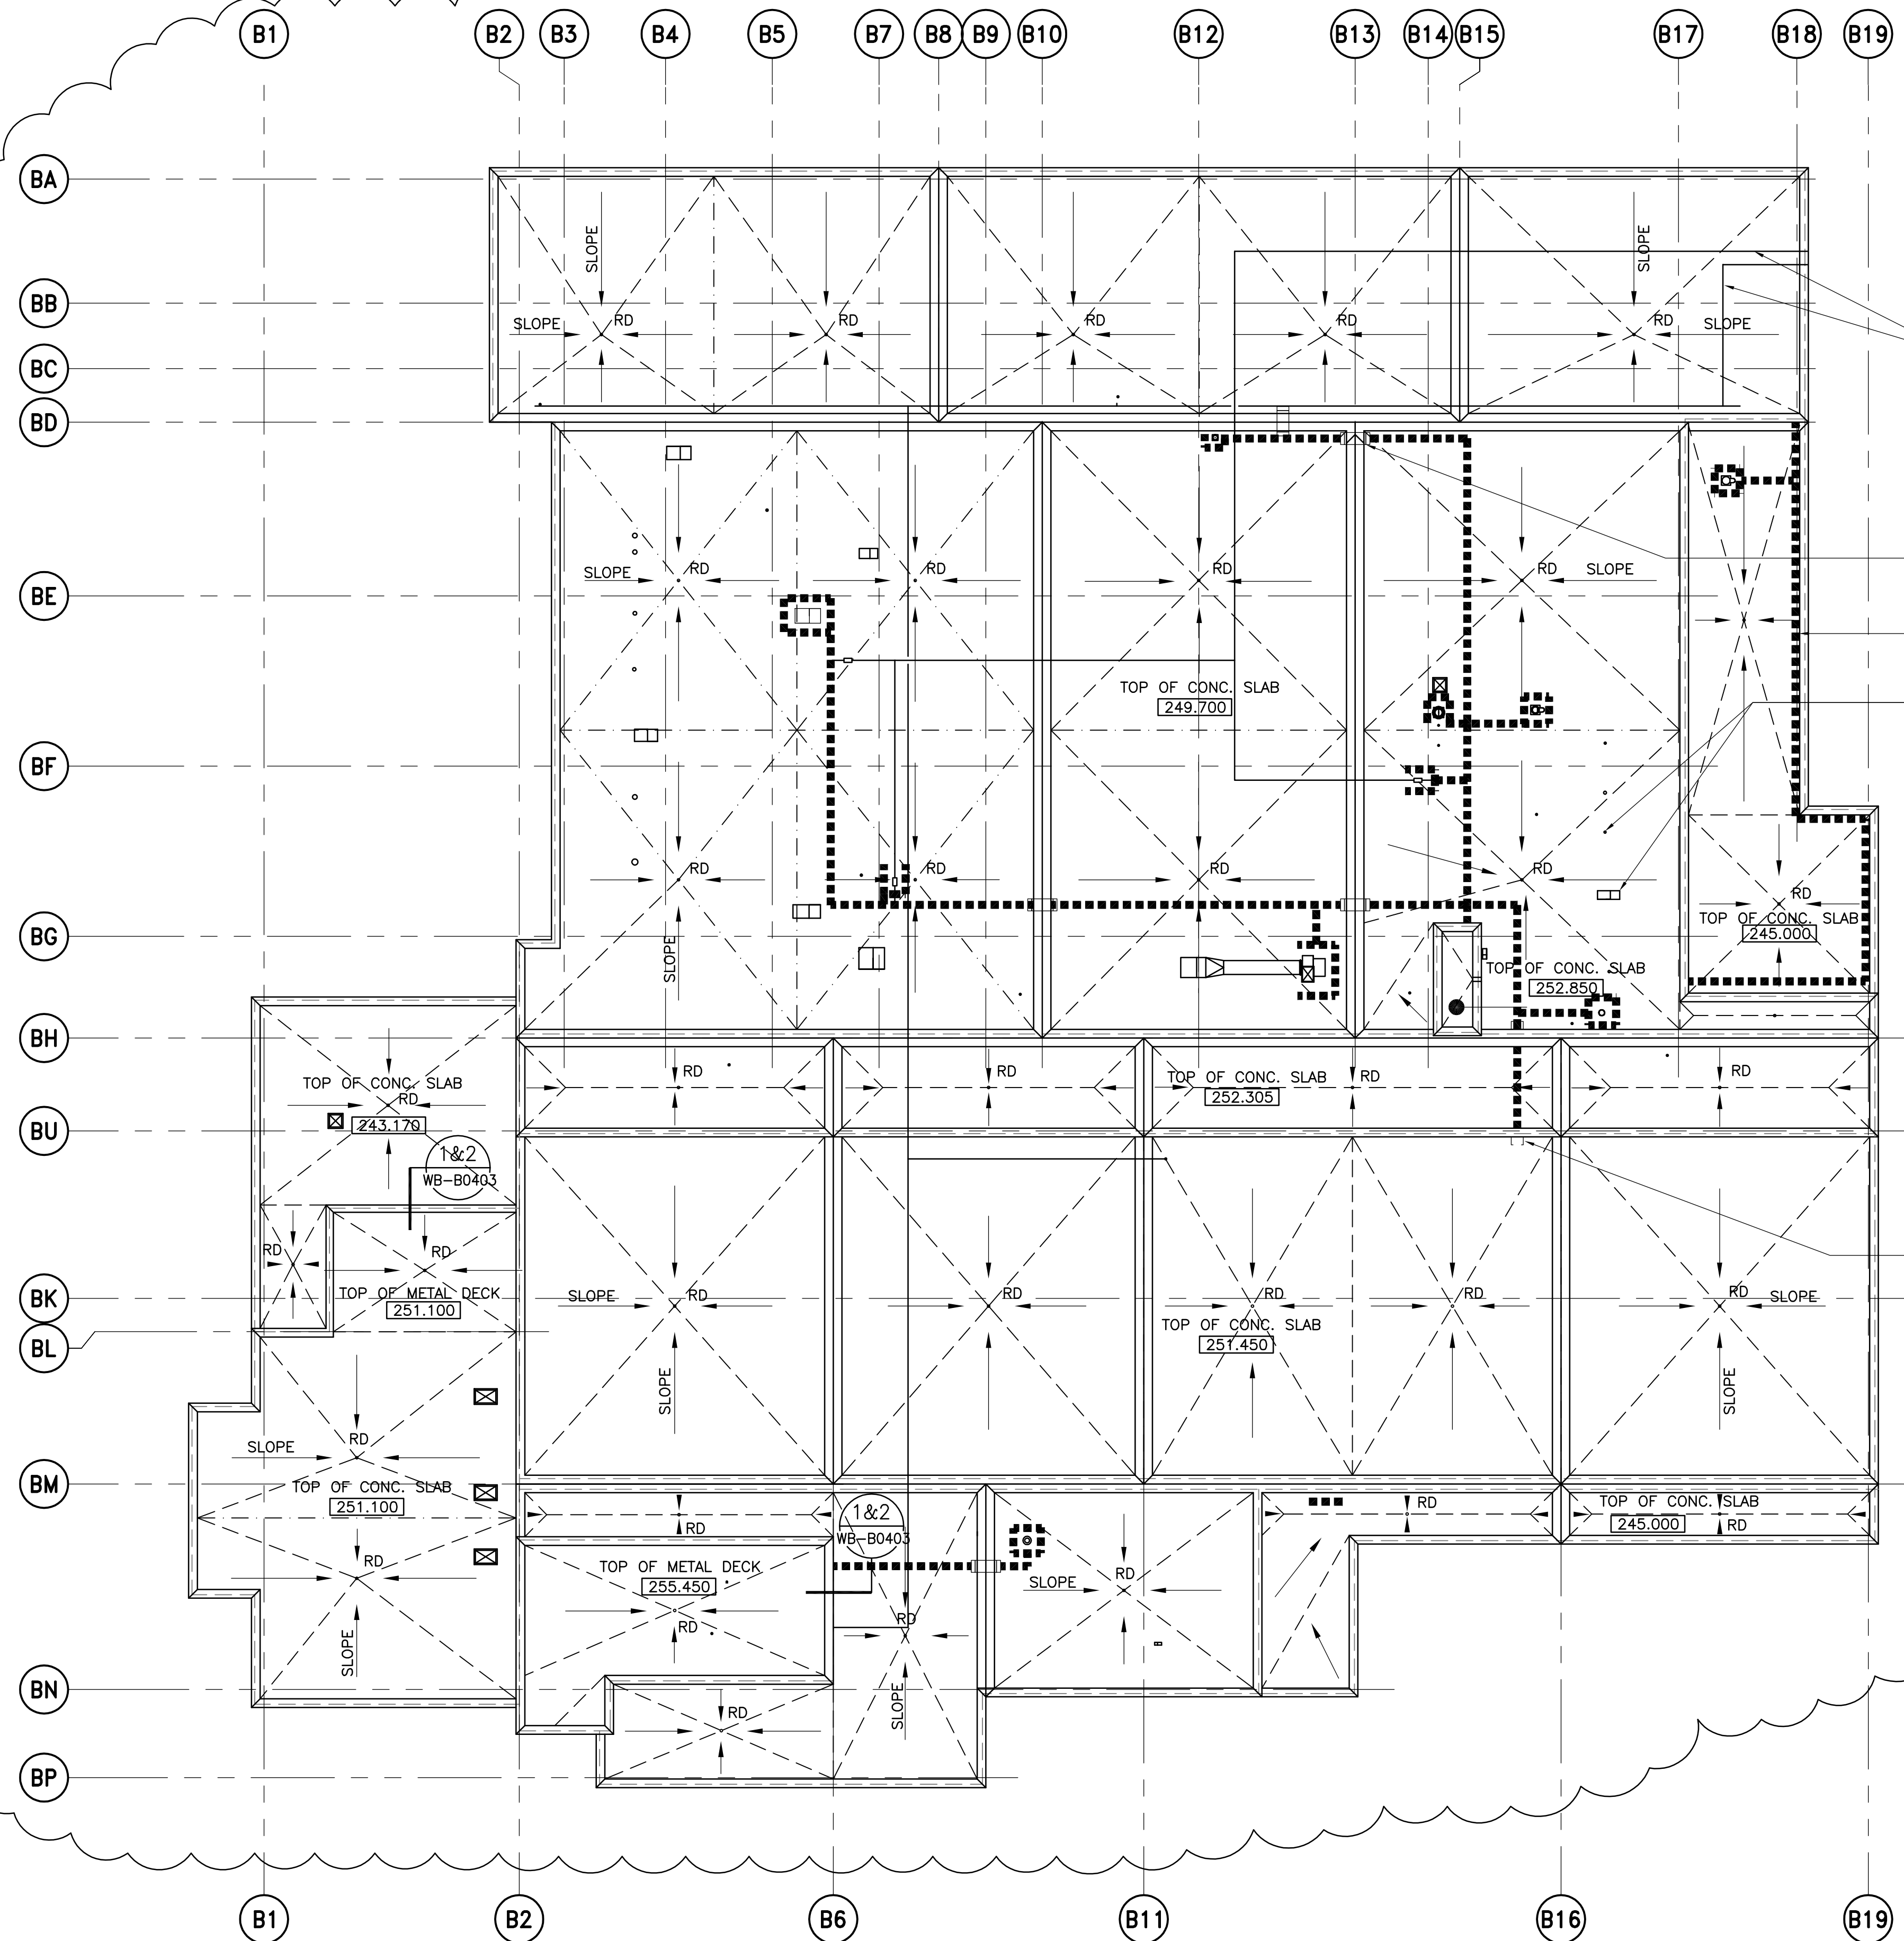 B1 B2 B3 B4 B5 B7 B8 B9 B10 B12 B13 B14 B15 B17 B18 B19
BA
SLOPE SLOPE
BB
SLOPE RD RD RD RD RD SLOPE
BC
BD
SLOPE RD RD RD RD SLOPE
BE
TOP OF CONC. SLAB
249.700
BF
RD RD RD RD
RD
TOP OF CONC. SLAB
245.000
BG
SLOPE
TOP OF CONC. SLAB
252.850
BH
RD RD TOP OF CONC. SLAB RD RD
252.305
TOP OF CONC. SLAB
RD
243.170
BU
1&2
WB-B0403
RD RD
TOP OF METAL DECK
251.100
BK
SLOPE RD RD RD RD RD SLOPE
TOP OF CONC. SLAB
251.450
BL
SLOPE SLOPE
RD
SLOPE
BM
TOP OF CONC. SLAB
251.100
RD
1&2
WB-B0403
RD
TOP OF CONC. SLAB
245.000
RD
RD
TOP OF METAL DECK
255.450
RD
SLOPE RD
RD
SLOPE
BN
SLOPE
RD
BP
B1 B2 B6 B11 B16 B19